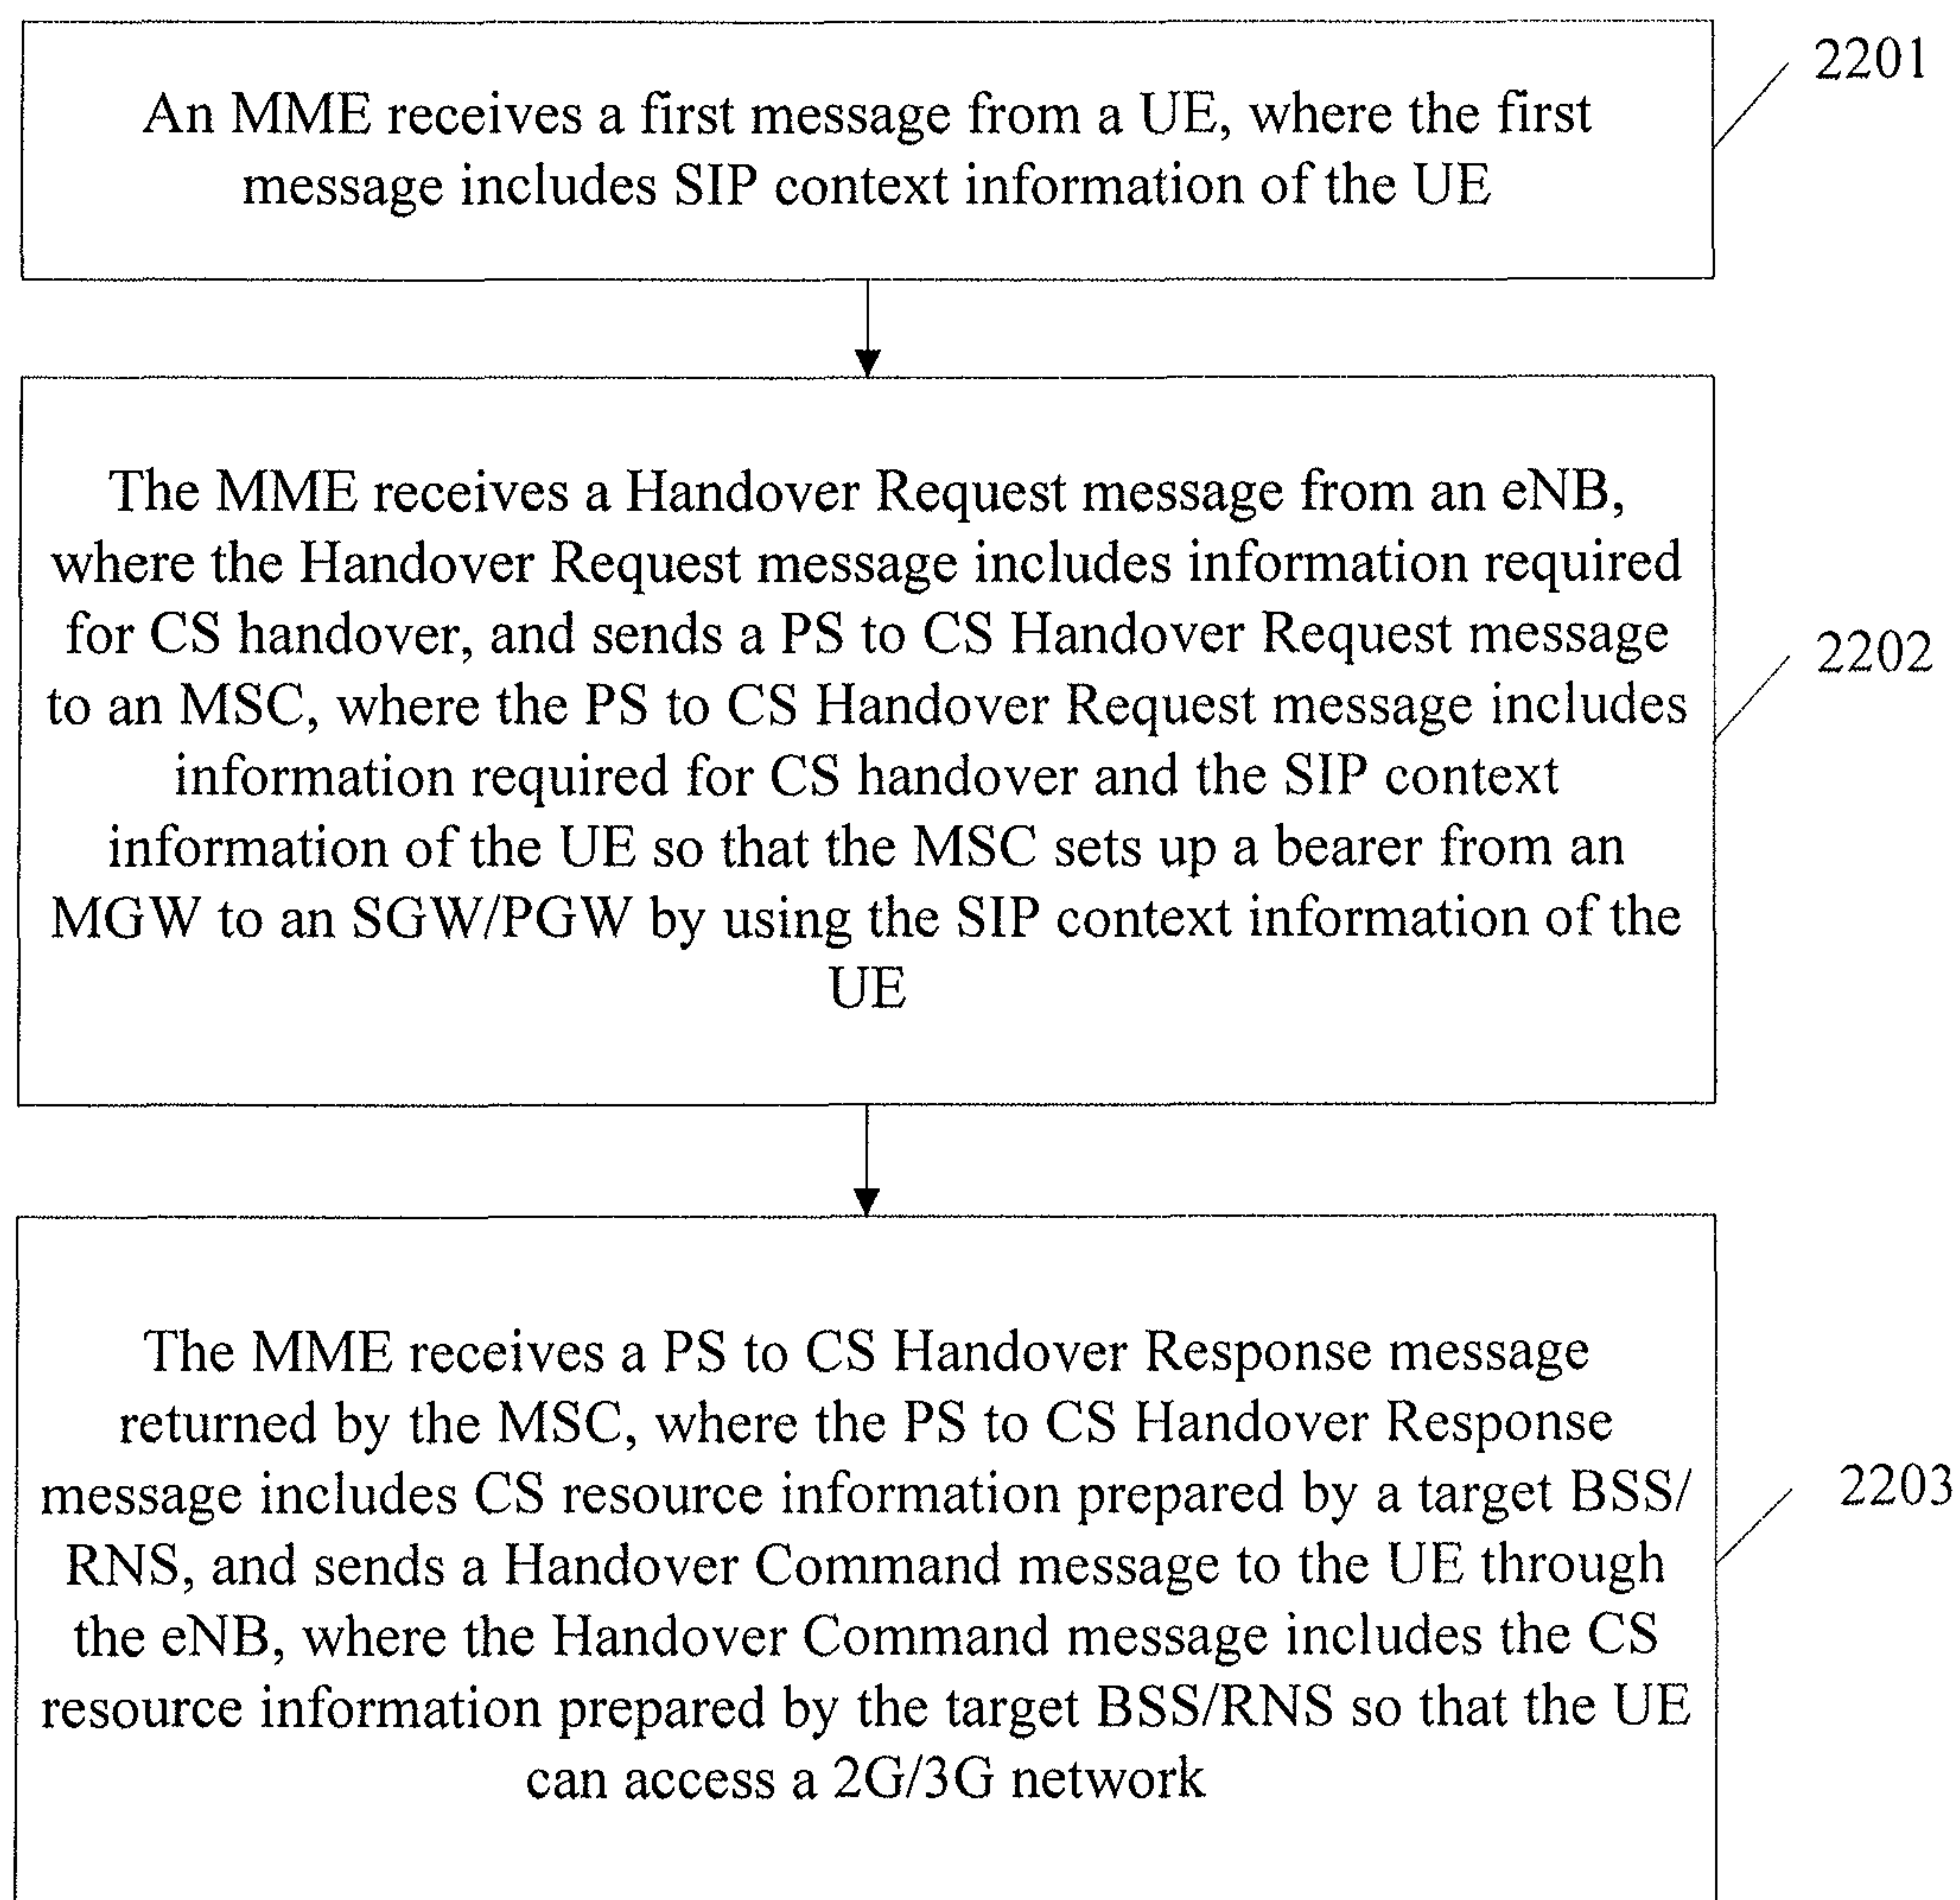 An MME receives a first message from a UE, where the first
message includes SIP context information of the UE
2201
The MME receives a Handover Request message from an eNB,
where the Handover Request message includes information required
for CS handover, and sends a PS to CS Handover Request message
to an MSC, where the PS to CS Handover Request message includes
information required for CS handover and the SIP context
information of the UE so that the MSC sets up a bearer from an
MGW to an SGW/PGW by using the SIP context information of the
UE
2202
The MME receives a PS to CS Handover Response message
returned by the MSC, where the PS to CS Handover Response
message includes CS resource information prepared by a target BSS/
RNS, and sends a Handover Command message to the UE through
the eNB, where the Handover Command message includes the CS
resource information prepared by the target BSS/RNS so that the UE
can access a 2G/3G network
2203